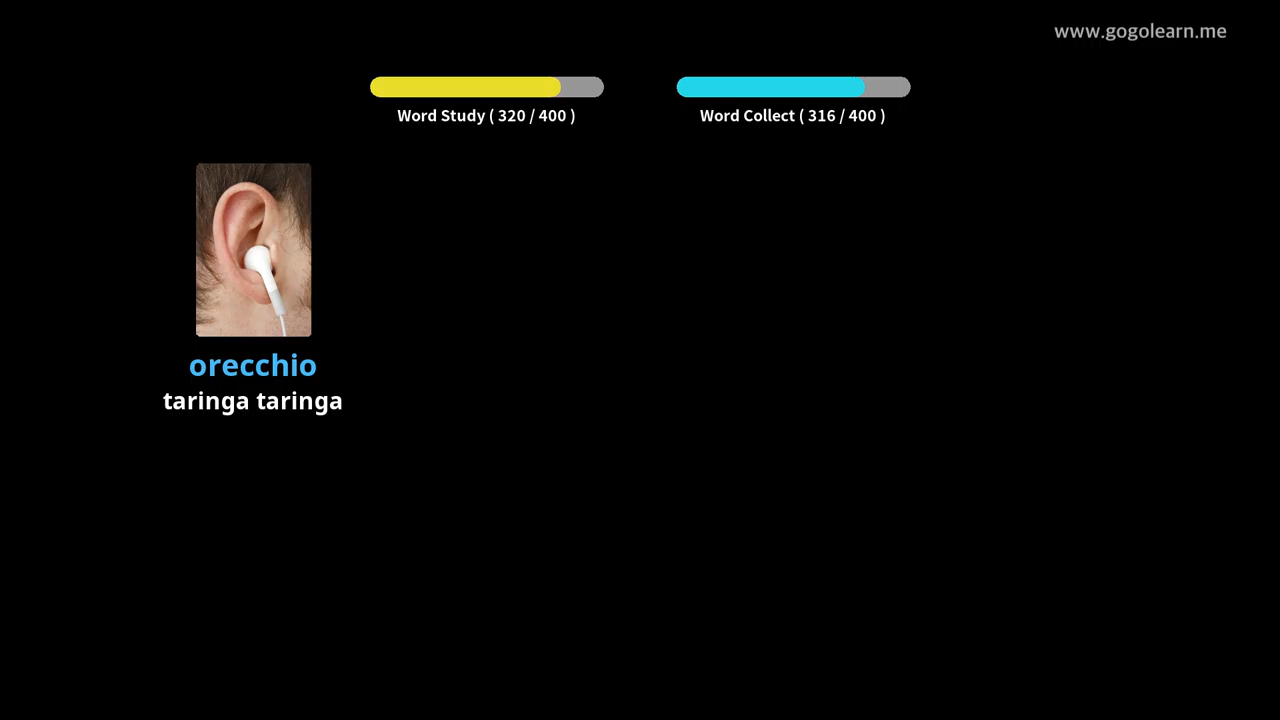 www.gogolearn.me
Word Study ( 320 / 400 )
Word Collect ( 316 / 400 )
orecchio
taringa taringa